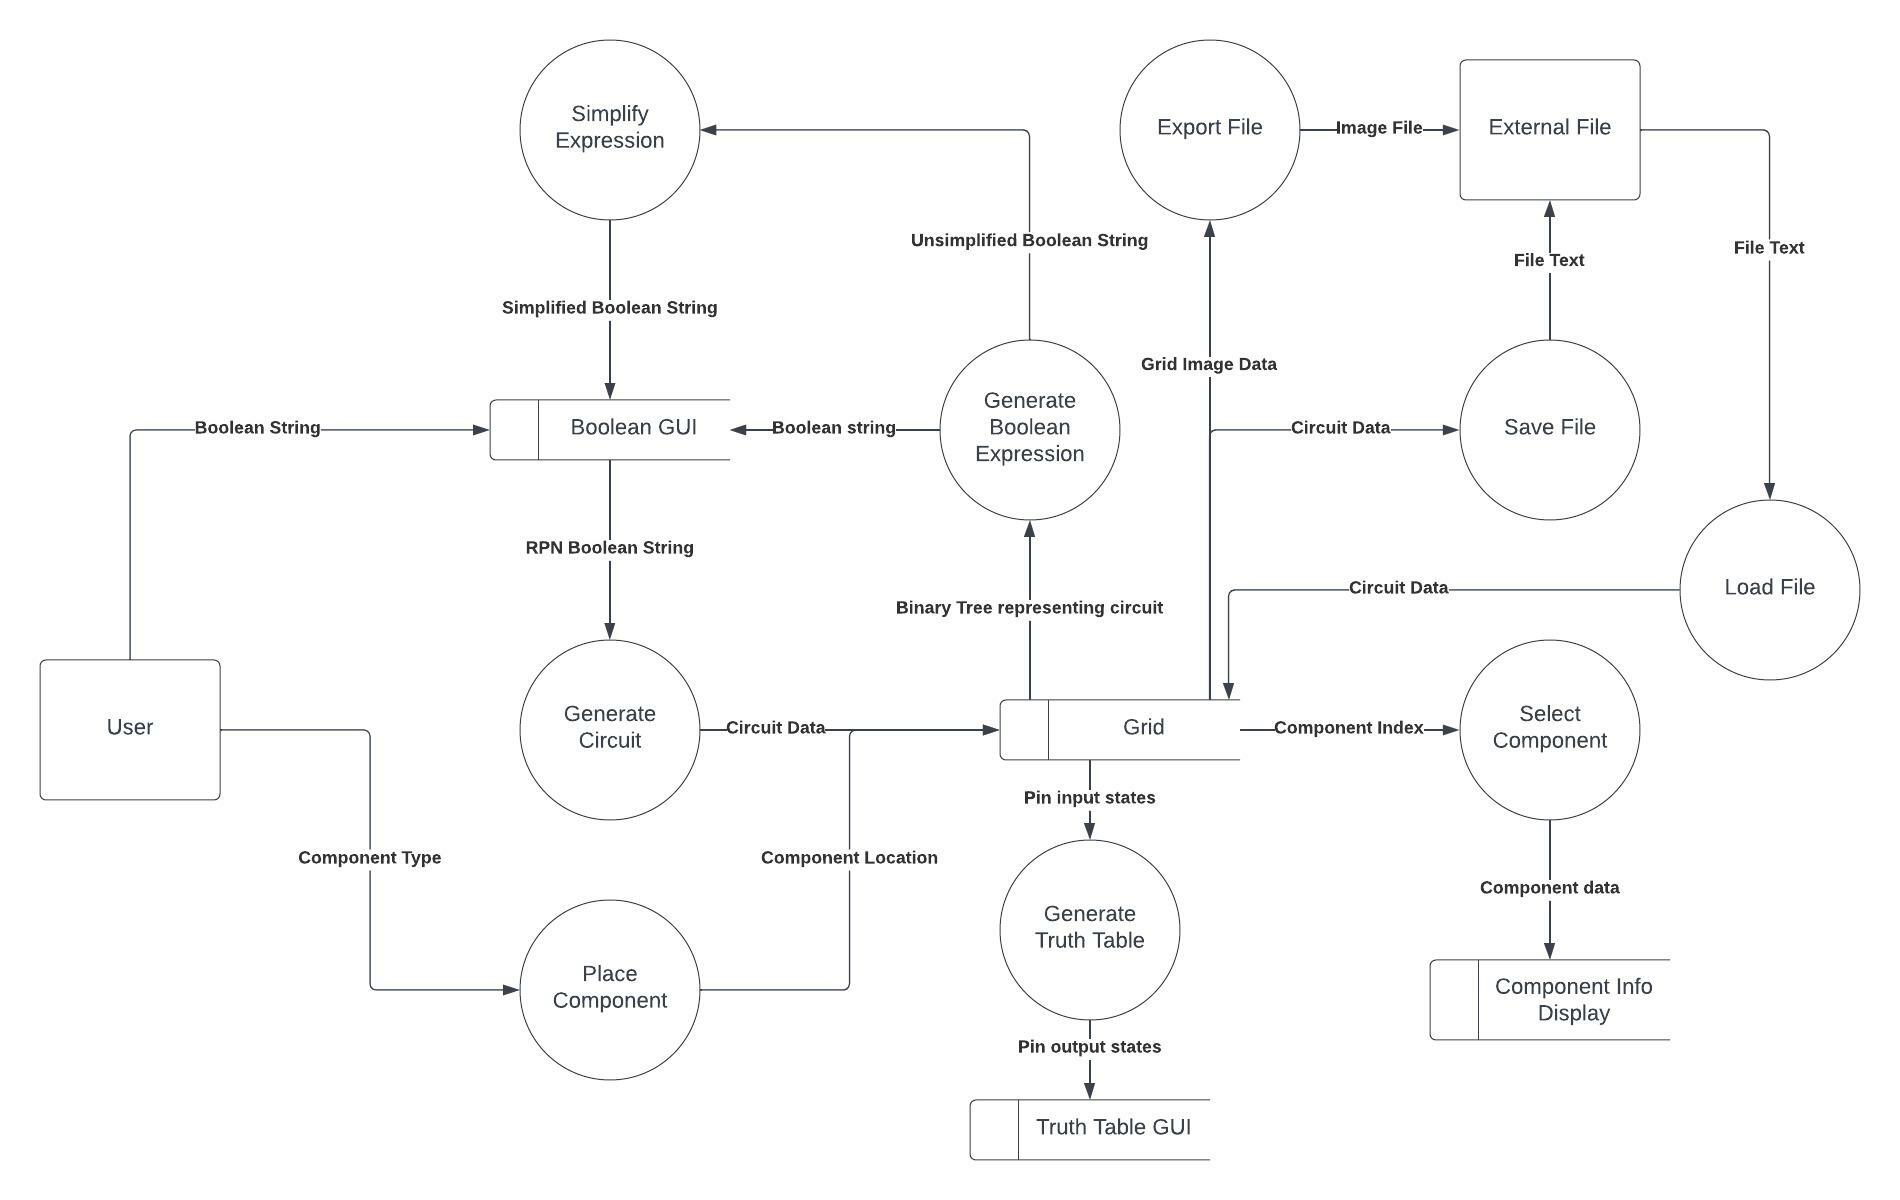 Simplify
Expression
Export File
Image File
External File
Unsimplified Boolean String
File Text
File Text
Simplified Boolean String
Grid Image Data
Boolean String
Boolean GUI
Boolean string
Generate
Boolean
Expression
Circuit Data
Save File
RPN Boolean String
Binary Tree representing circuit
Circuit Data
Load File
User
Generate
Circuit
Circuit Data
Grid
Component Index
Select
Component
Pin input states
Component Type
Component Location
Component data
Generate
Truth Table
Place
Component
Component Info
Display
Pin output states
Truth Table GUI